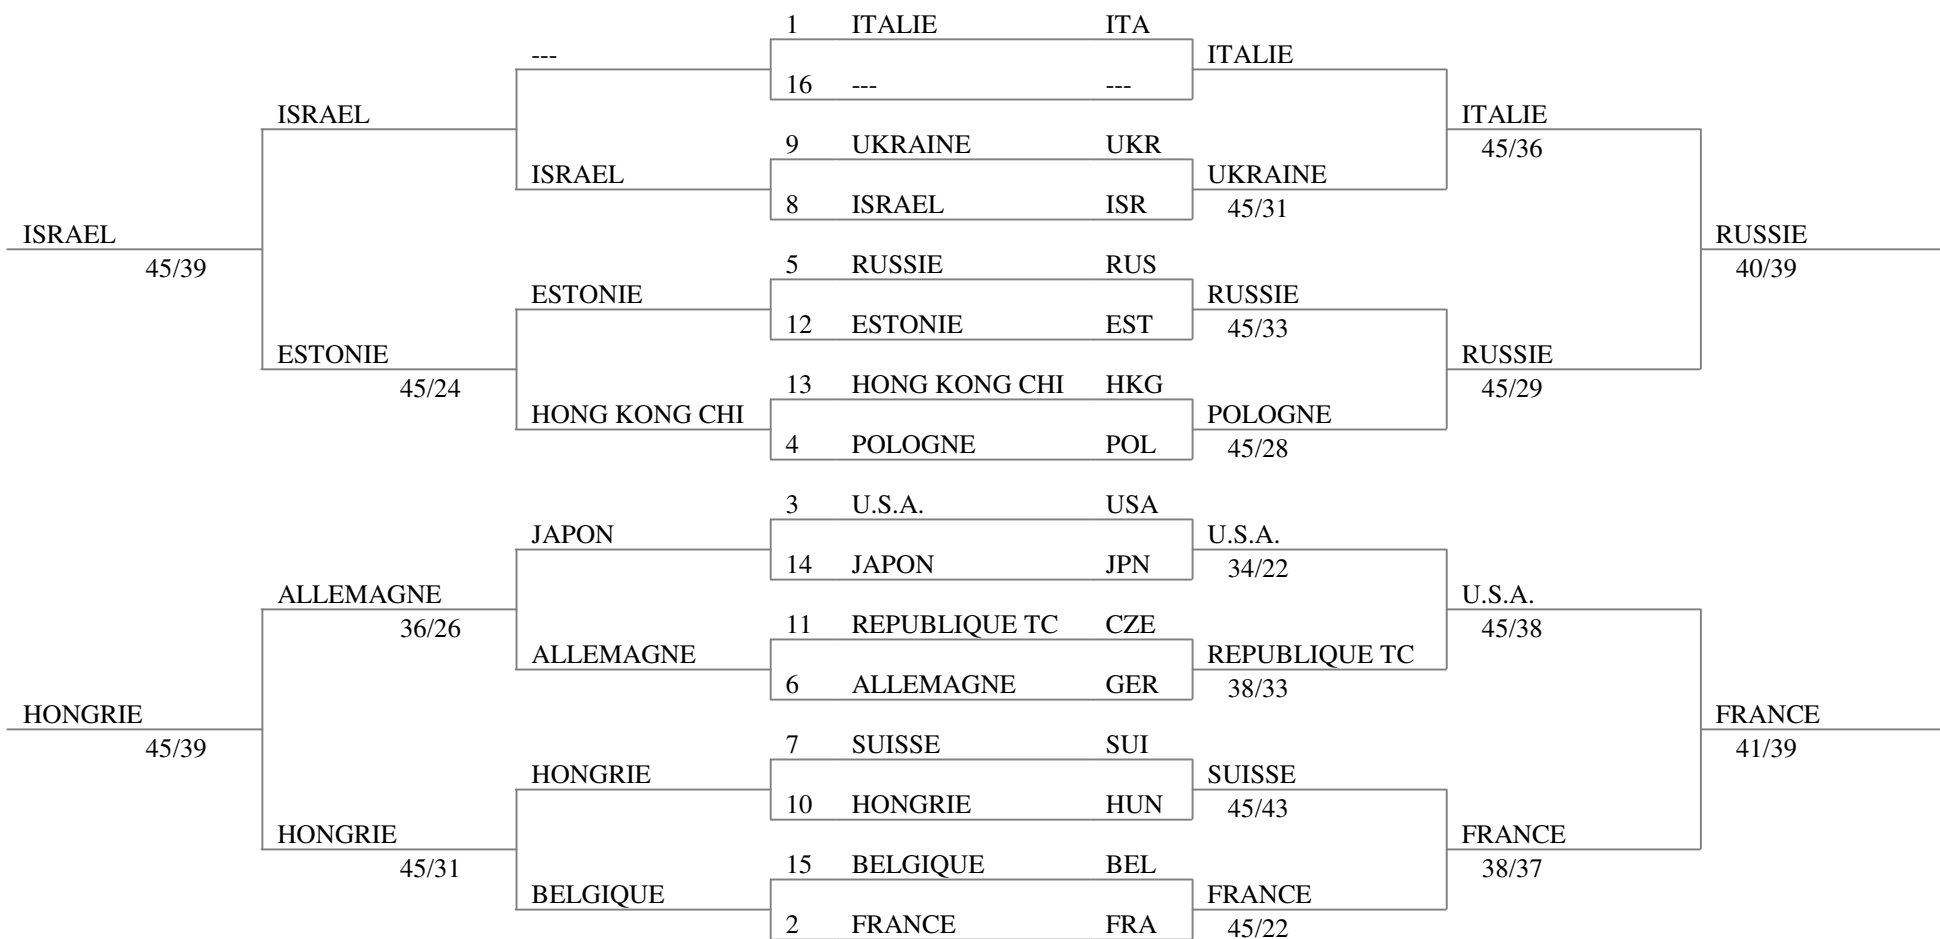 1 ITALIE ITA
--- ITALIE
16 --- ---
ISRAEL ITALIE
45/36
9 UKRAINE UKR
ISRAEL UKRAINE
8 ISRAEL ISR 45/31
ISRAEL RUSSIE
45/39 40/39
5 RUSSIE RUS
ESTONIE RUSSIE
12 ESTONIE EST 45/33
ESTONIE RUSSIE
45/24 45/29
13 HONG KONG CHI HKG
HONG KONG CHI POLOGNE
4 POLOGNE POL 45/28
3 U.S.A. USA
JAPON U.S.A.
14 JAPON JPN 34/22
ALLEMAGNE U.S.A.
36/26 45/38
11 REPUBLIQUE TC CZE
ALLEMAGNE REPUBLIQUE TC
6 ALLEMAGNE GER 38/33
HONGRIE FRANCE
45/39 41/39
7 SUISSE SUI
HONGRIE SUISSE
10 HONGRIE HUN 45/43
HONGRIE FRANCE
45/31 38/37
15 BELGIQUE BEL
BELGIQUE FRANCE
2 FRANCE FRA 45/22